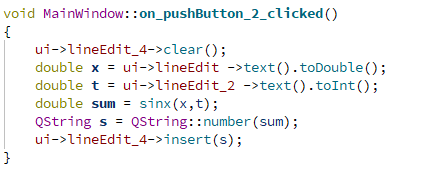 void MainWindow::on_pushButton_2_clicked()
{
    ui->lineEdit_4->clear();
    double x = ui->lineEdit ->text().toDouble();
    double t = ui->lineEdit_2 ->text().toInt();
    double sum = sinx(x,t);
    QString s = QString::number(sum);
    ui->lineEdit_4->insert(s);
}